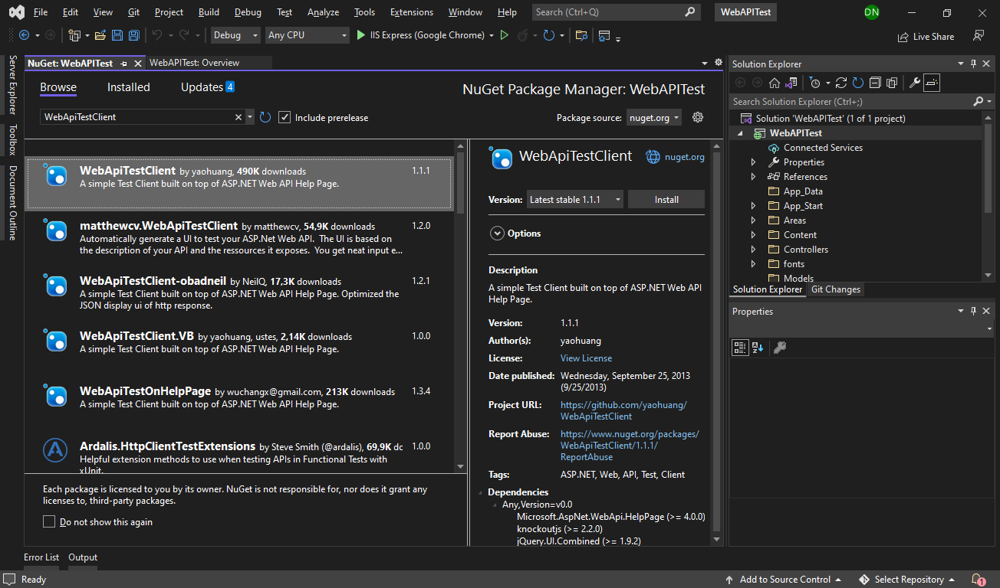 File Edit View Git Project Build Debug Test Analyze Tools Extensions Window Help Search (Ctrl+Q) WebAPITest DN
Debug Any CPU IIS Express (Google Chrome) Live Share
Server Explorer
Toolbox
Document Outline
NuGet: WebAPITest WebAPITest: Overview
Browse Installed Updates 4 NuGet Package Manager: WebAPITest
WebApiTestClient Include prerelease Package source: nuget.org
WebApiTestClient by yaohuang, 490K downloads 1.1.1
A simple Test Client built on top of ASP.NET Web API Help Page.
matthewcv.WebApiTestClient by matthewcv, 54,9K downloads 1.2.0
Automatically generate a UI to test your ASP.Net Web API. The UI is based on
the description of your API and the ressources it exposes. You get neat input e...
WebApiTestClient-obadneil by NeilQ, 17,3K downloads 1.2.1
A simple Test Client built on top of ASP.NET Web API Help Page. Optimized the
JSON display ui of http response.
WebApiTestClient.VB by yaohuang, ustes, 2,14K downloads 1.0.0
A simple Test Client built on top of ASP.NET Web API Help Page.
WebApiTestOnHelpPage by wuchangx@gmail.com, 213K downloads 1.3.4
A simple Test Client built on top of ASP.NET Web API Help Page.
Ardalis.HttpClientTestExtensions by Steve Smith (@ardalis), 69,9K dc 1.0.0
Helpful extension methods to use when testing APIs in Functional Tests with
xUnit.
Each package is licensed to you by its owner. NuGet is not responsible for, nor does it grant any
licenses to, third-party packages.
Do not show this again
WebApiTestClient nuget.org
Version: Latest stable 1.1.1 Install
Options
Description
A simple Test Client built on top of ASP.NET Web API
Help Page.
Version: 1.1.1
Author(s): yaohuang
License: View License
Date published: Wednesday, September 25, 2013
(9/25/2013)
Project URL: https://github.com/yaohuang/
WebApiTestClient
Report Abuse: https://www.nuget.org/packages/
WebApiTestClient/1.1.1/
ReportAbuse
Tags: ASP.NET, Web, API, Test, Client
Dependencies
Any,Version=v0.0
Microsoft.AspNet.WebApi.HelpPage (>= 4.0.0)
knockoutjs (>= 2.2.0)
jQuery.UI.Combined (>= 1.9.2)
Solution Explorer
Search Solution Explorer (Ctrl+;)
Solution 'WebAPITest' (1 of 1 project)
WebAPITest
Connected Services
Properties
References
App_Data
App_Start
Areas
Content
Controllers
fonts
Models
Solution Explorer Git Changes
Properties
Error List Output
Ready Add to Source Control Select Repository 1